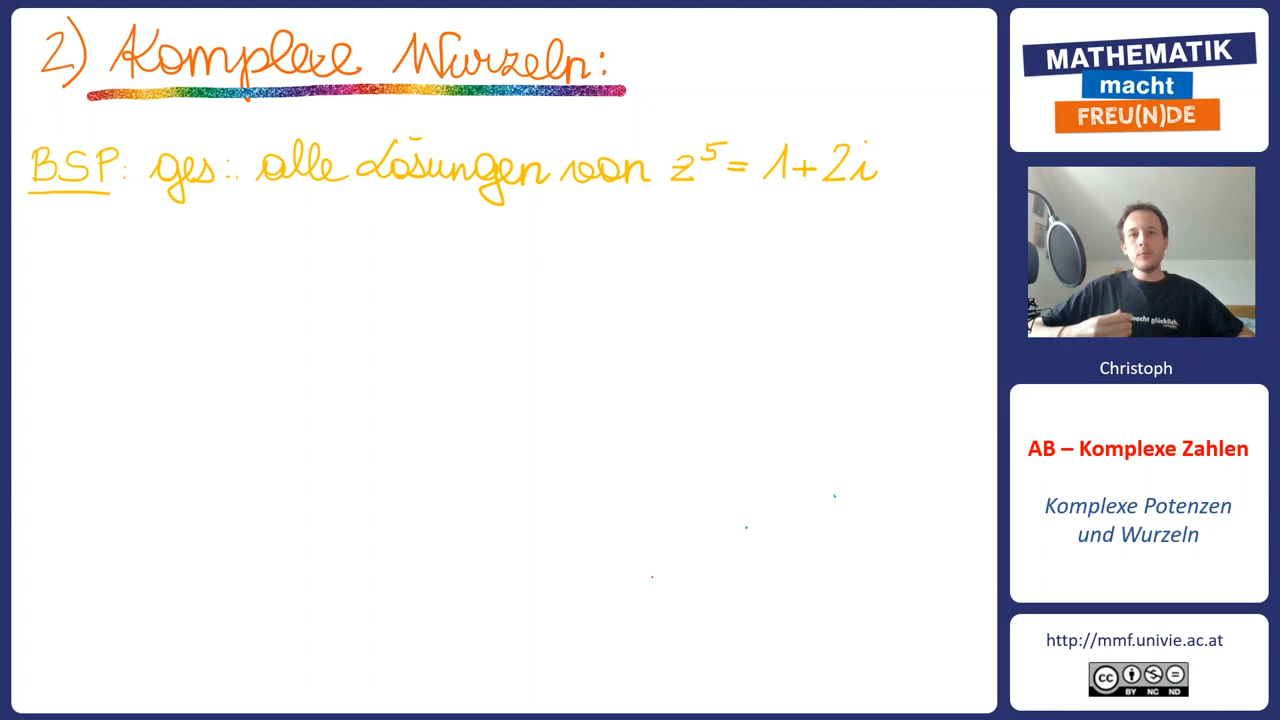 2) Komplexe Wurzeln:
BSP: ges.: alle Lösungen von z⁵ = 1+2i
MATHEMATIK
macht
FREU(N)DE
macht glücklich.
Christoph
AB – Komplexe Zahlen
Komplexe Potenzen
und Wurzeln
http://mmf.univie.ac.at
cc
BY NC ND